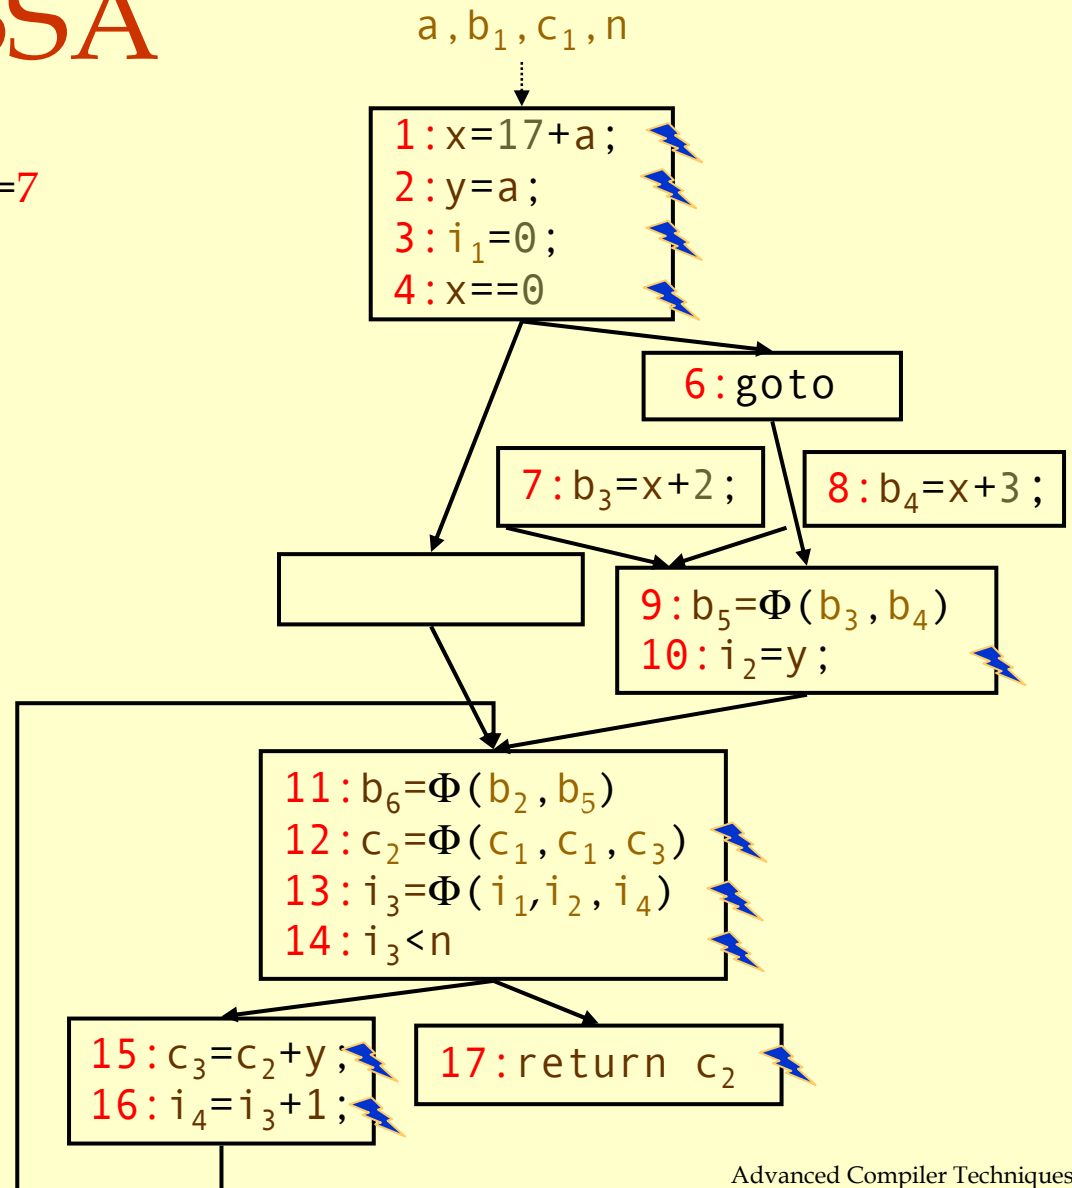 SSA
a,b₁,c₁,n
=7
1:x=17+a;
2:y=a;
3:i₁=0;
4:x==0
6:goto
7:b₃=x+2;
8:b₄=x+3;
9:b₅=Φ(b₃,b₄)
10:i₂=y;
11:b₆=Φ(b₂,b₅)
12:c₂=Φ(c₁,c₁,c₃)
13:i₃=Φ(i₁,i₂,i₄)
14:i₃<n
15:c₃=c₂+y;
16:i₄=i₃+1;
17:return c₂
Advanced Compiler Techniques